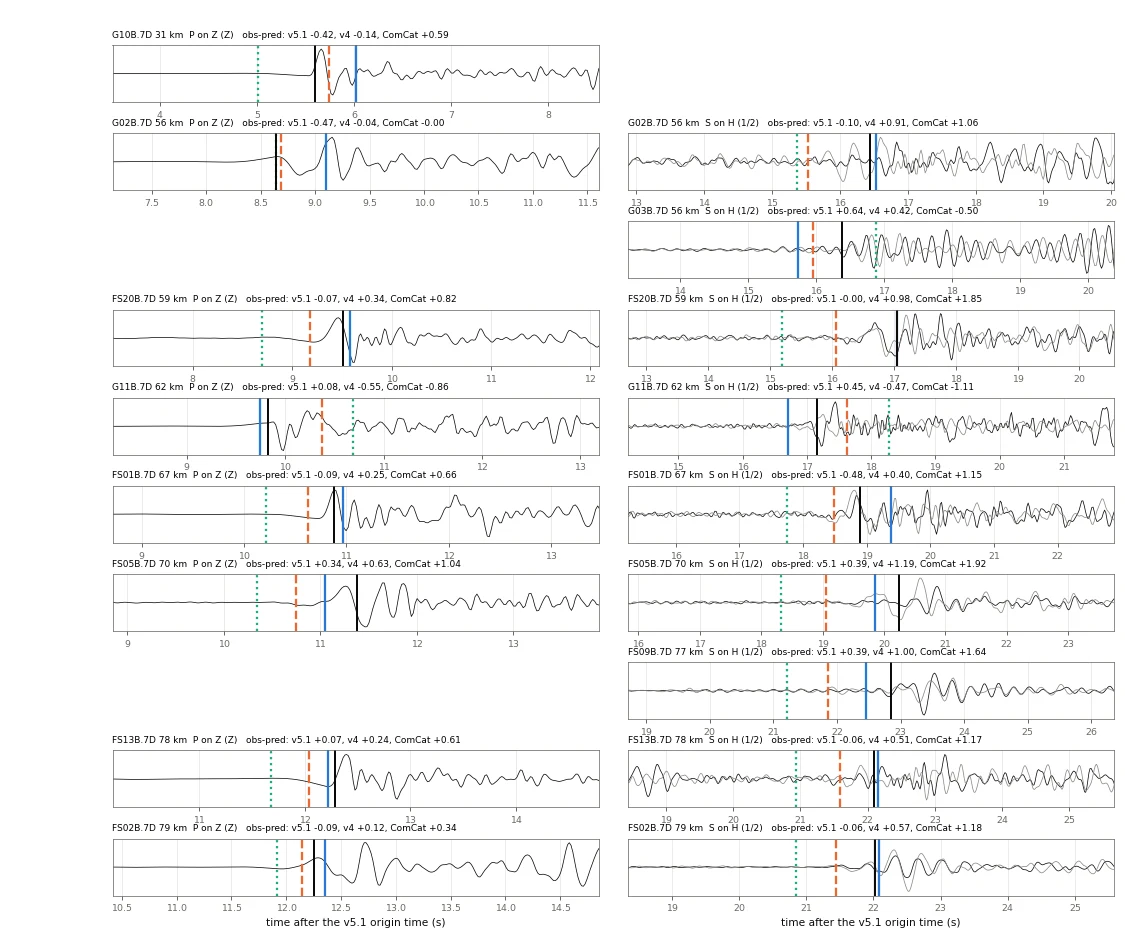 G10B.7D 31 km  P on Z (Z)   obs-pred: v5.1 -0.42, v4 -0.14, ComCat +0.59
4 5 6 7 8
G02B.7D 56 km  P on Z (Z)   obs-pred: v5.1 -0.47, v4 -0.04, ComCat -0.00
7.5 8.0 8.5 9.0 9.5 10.0 10.5 11.0 11.5
G02B.7D 56 km  S on H (1/2)   obs-pred: v5.1 -0.10, v4 +0.91, ComCat +1.06
13 14 15 16 17 18 19 20
G03B.7D 56 km  S on H (1/2)   obs-pred: v5.1 +0.64, v4 +0.42, ComCat -0.50
14 15 16 17 18 19 20
FS20B.7D 59 km  P on Z (Z)   obs-pred: v5.1 -0.07, v4 +0.34, ComCat +0.82
8 9 10 11 12
FS20B.7D 59 km  S on H (1/2)   obs-pred: v5.1 -0.00, v4 +0.98, ComCat +1.85
13 14 15 16 17 18 19 20
G11B.7D 62 km  P on Z (Z)   obs-pred: v5.1 +0.08, v4 -0.55, ComCat -0.86
9 10 11 12 13
G11B.7D 62 km  S on H (1/2)   obs-pred: v5.1 +0.45, v4 -0.47, ComCat -1.11
15 16 17 18 19 20 21
FS01B.7D 67 km  P on Z (Z)   obs-pred: v5.1 -0.09, v4 +0.25, ComCat +0.66
9 10 11 12 13
FS01B.7D 67 km  S on H (1/2)   obs-pred: v5.1 -0.48, v4 +0.40, ComCat +1.15
16 17 18 19 20 21 22
FS05B.7D 70 km  P on Z (Z)   obs-pred: v5.1 +0.34, v4 +0.63, ComCat +1.04
9 10 11 12 13
FS05B.7D 70 km  S on H (1/2)   obs-pred: v5.1 +0.39, v4 +1.19, ComCat +1.92
16 17 18 19 20 21 22 23
FS09B.7D 77 km  S on H (1/2)   obs-pred: v5.1 +0.39, v4 +1.00, ComCat +1.64
19 20 21 22 23 24 25 26
FS13B.7D 78 km  P on Z (Z)   obs-pred: v5.1 +0.07, v4 +0.24, ComCat +0.61
11 12 13 14
FS13B.7D 78 km  S on H (1/2)   obs-pred: v5.1 -0.06, v4 +0.51, ComCat +1.17
19 20 21 22 23 24 25
FS02B.7D 79 km  P on Z (Z)   obs-pred: v5.1 -0.09, v4 +0.12, ComCat +0.34
10.5 11.0 11.5 12.0 12.5 13.0 13.5 14.0 14.5
time after the v5.1 origin time (s)
FS02B.7D 79 km  S on H (1/2)   obs-pred: v5.1 -0.06, v4 +0.57, ComCat +1.18
19 20 21 22 23 24 25
time after the v5.1 origin time (s)